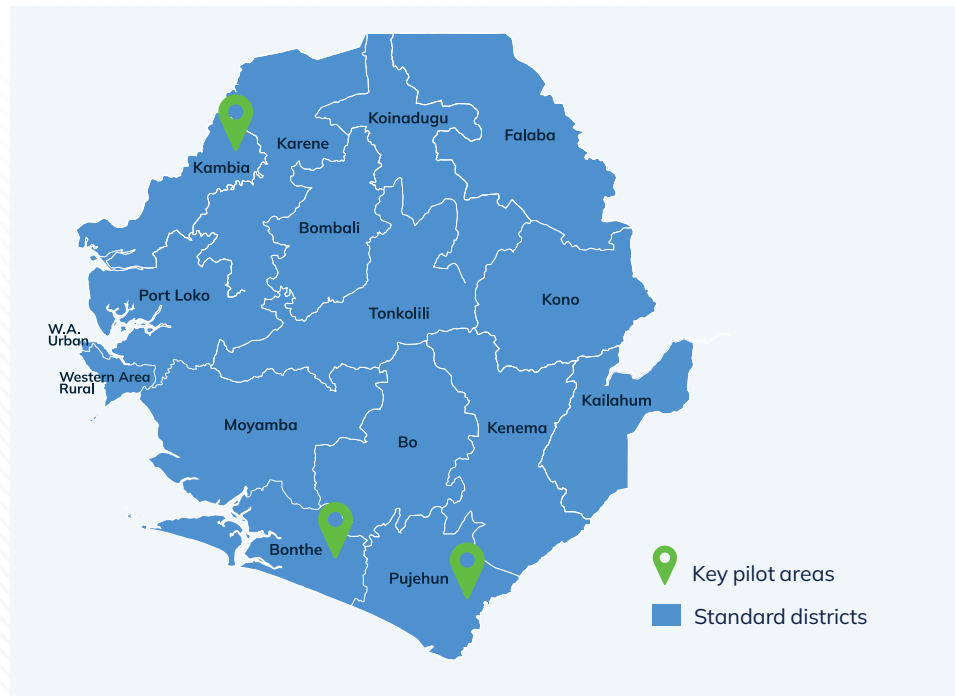 Koinadugu
Falaba
Karene
Kambia
Bombali
Port Loko
Kono
Tonkolili
W.A.
Urban
Western Area
Rural
Kailahum
Moyamba
Kenema
Bo
Bonthe
Pujehun
Key pilot areas
Standard districts